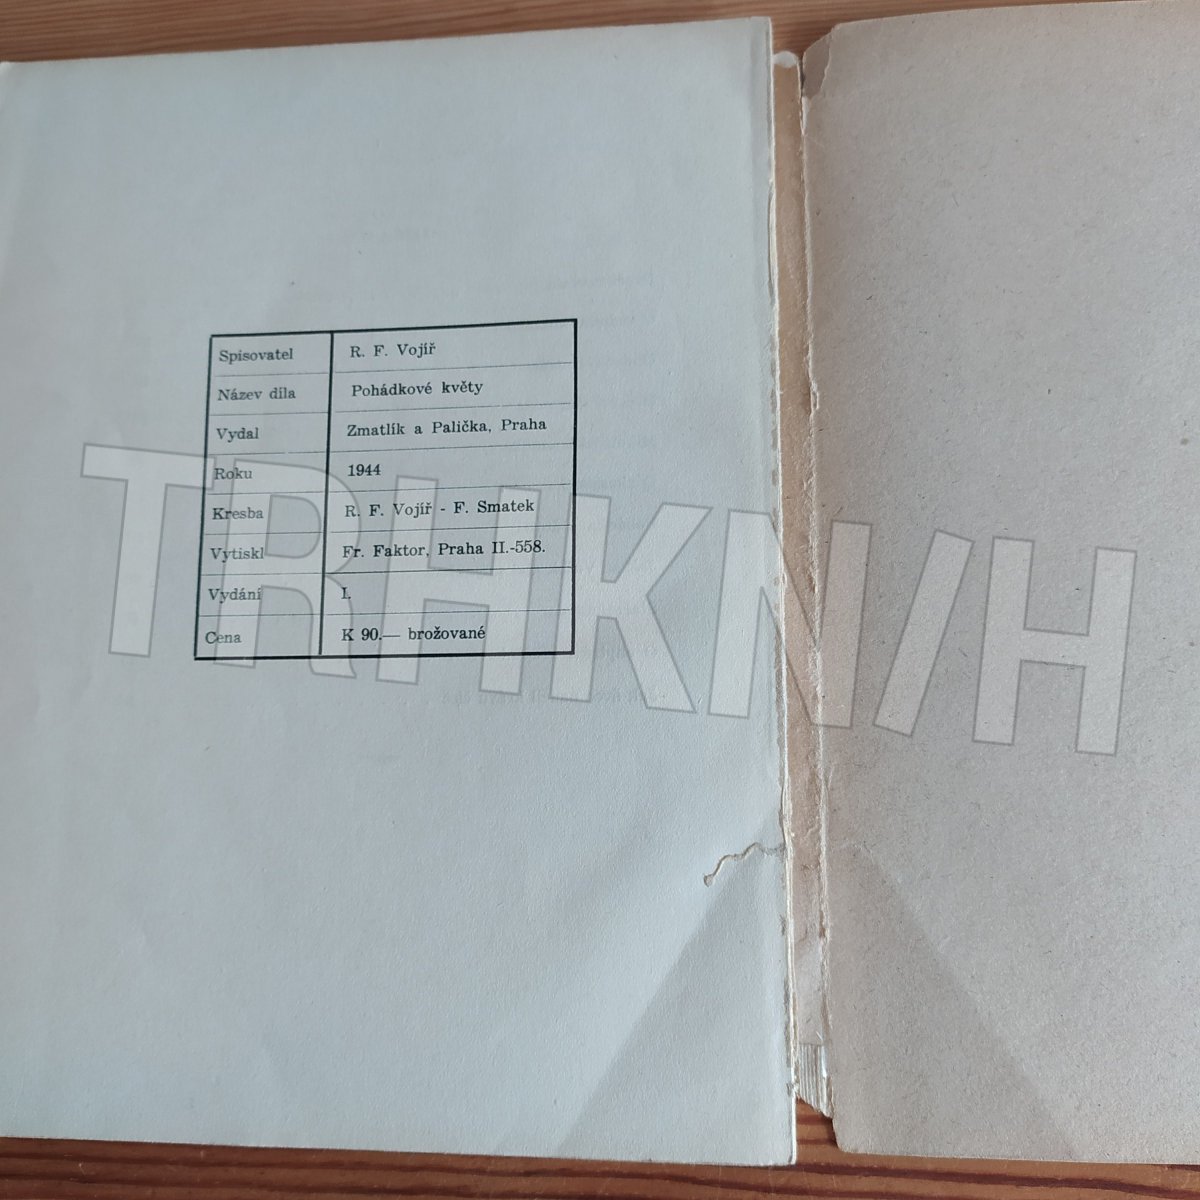 Spisovatel R. F. Vojíř
Název díla Pohádkové květy
Vydal Zmatlík a Palička, Praha
Roku 1944
Kresba R. F. Vojíř - F. Smatek
Vytiskl Fr. Faktor, Praha II.-558.
Vydání I.
Cena K 90.— brožované
TRHKN/H